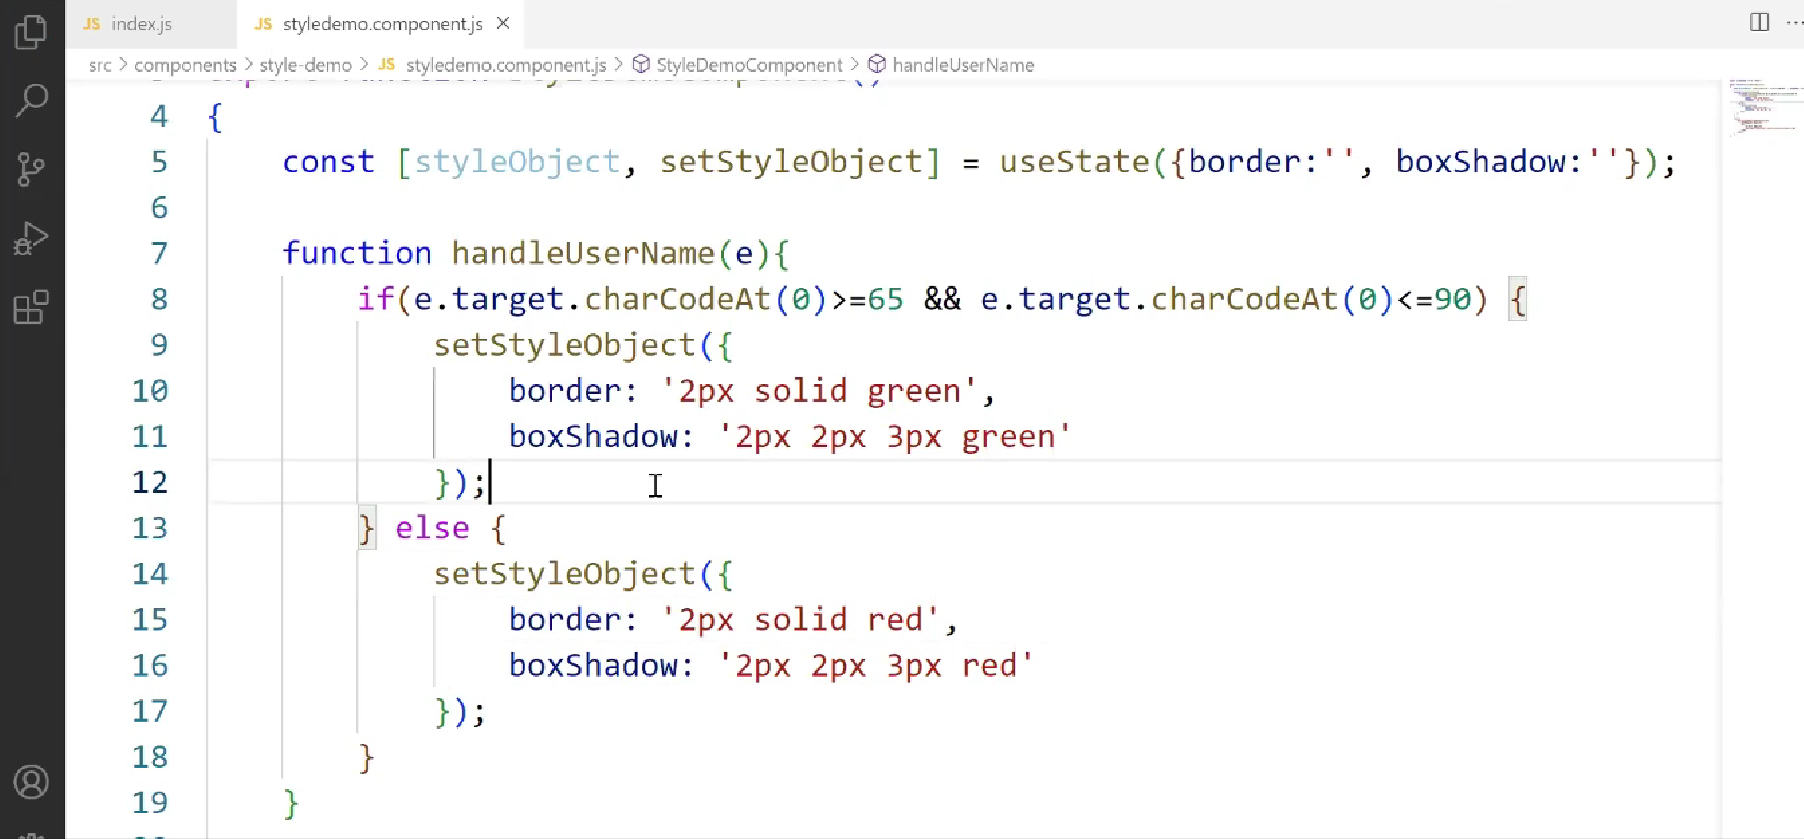 JS index.js JS styledemo.component.js ×
src > components > style-demo > JS styledemo.component.js > StyleDemoComponent > handleUserName
4 {
5 const [styleObject, setStyleObject] = useState({border:'', boxShadow:''});
6
7 function handleUserName(e){
8 if(e.target.charCodeAt(0)>=65 && e.target.charCodeAt(0)<=90) {
9 setStyleObject({
10 border: '2px solid green',
11 boxShadow: '2px 2px 3px green'
12 });
13 } else {
14 setStyleObject({
15 border: '2px solid red',
16 boxShadow: '2px 2px 3px red'
17 });
18 }
19 }